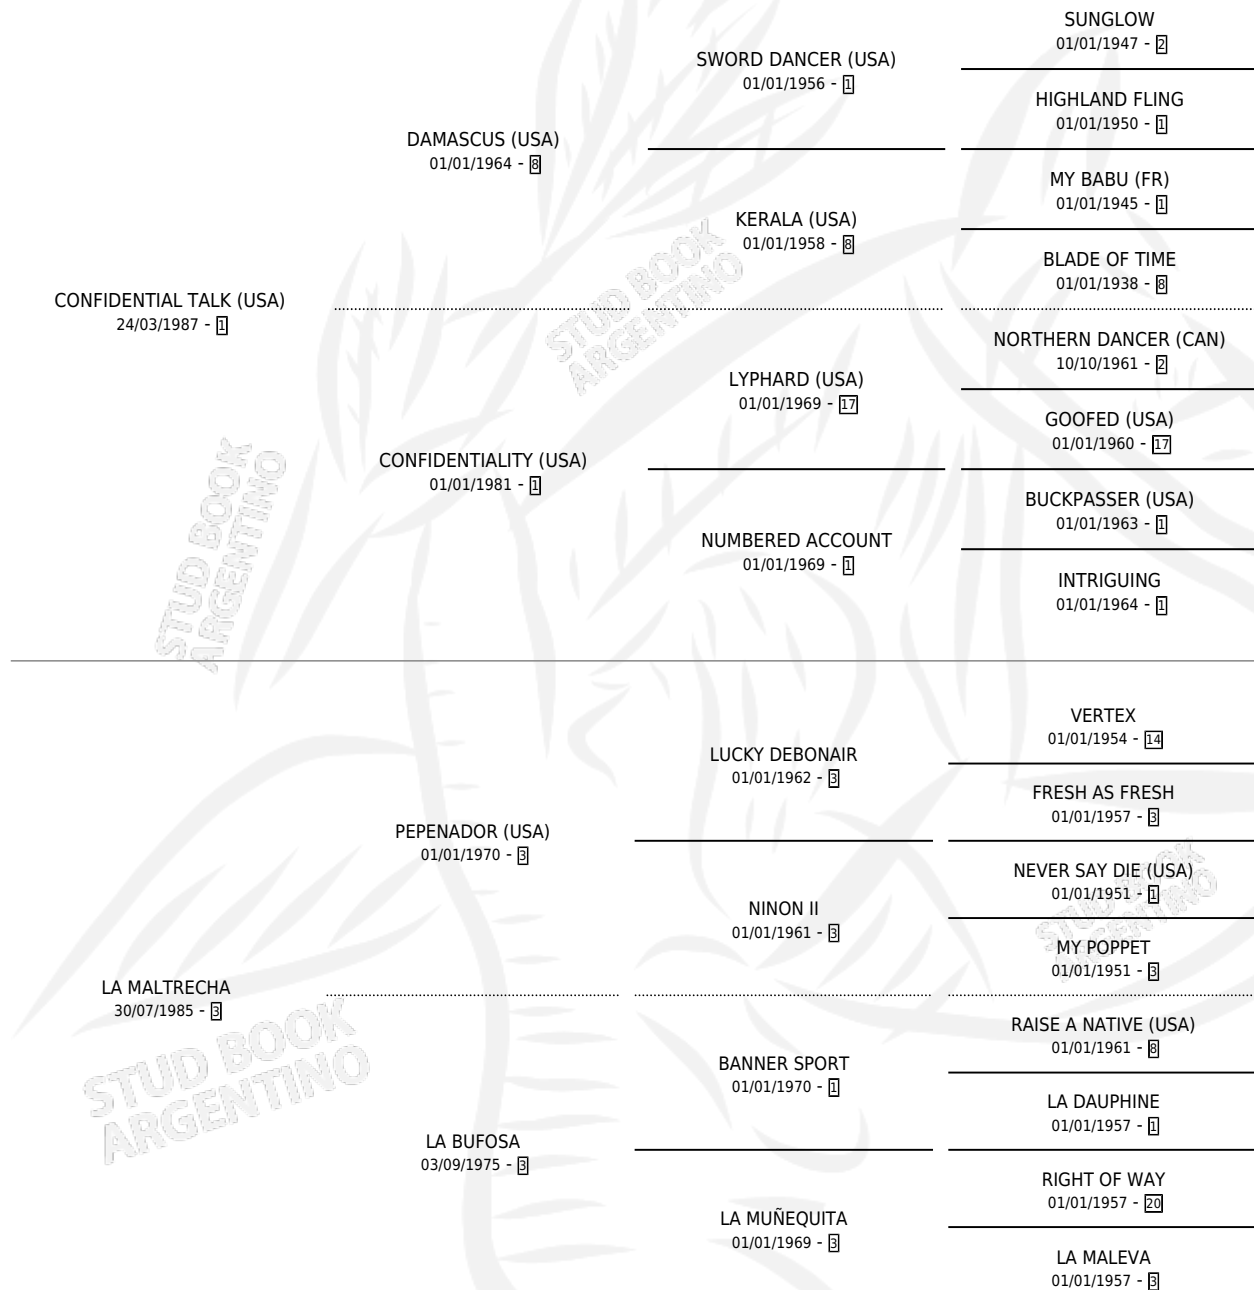 SUNGLOW
01/01/1947 - 2
SWORD DANCER (USA)
01/01/1956 - 1
HIGHLAND FLING
01/01/1950 - 1
DAMASCUS (USA)
01/01/1964 - 8
MY BABU (FR)
01/01/1945 - 1
KERALA (USA)
01/01/1958 - 8
BLADE OF TIME
01/01/1938 - 8
CONFIDENTIAL TALK (USA)
24/03/1987 - 1
NORTHERN DANCER (CAN)
10/10/1961 - 2
LYPHARD (USA)
01/01/1969 - 17
GOOFED (USA)
01/01/1960 - 17
CONFIDENTIALITY (USA)
01/01/1981 - 1
BUCKPASSER (USA)
01/01/1963 - 1
NUMBERED ACCOUNT
01/01/1969 - 1
INTRIGUING
01/01/1964 - 1
VERTEX
01/01/1954 - 14
LUCKY DEBONAIR
01/01/1962 - 3
FRESH AS FRESH
01/01/1957 - 3
PEPENADOR (USA)
01/01/1970 - 3
NEVER SAY DIE (USA)
01/01/1951 - 1
NINON II
01/01/1961 - 3
MY POPPET
01/01/1951 - 3
LA MALTRECHA
30/07/1985 - 3
RAISE A NATIVE (USA)
01/01/1961 - 8
BANNER SPORT
01/01/1970 - 1
LA DAUPHINE
01/01/1957 - 1
LA BUFOSA
03/09/1975 - 3
RIGHT OF WAY
01/01/1957 - 20
LA MUÑEQUITA
01/01/1969 - 3
LA MALEVA
01/01/1957 - 3
STUD BOOK
ARGENTINO
STUD BOOK
ARGENTINO
STUD BOOK
ARGENTINO
STUD BOOK
ARGENTINO